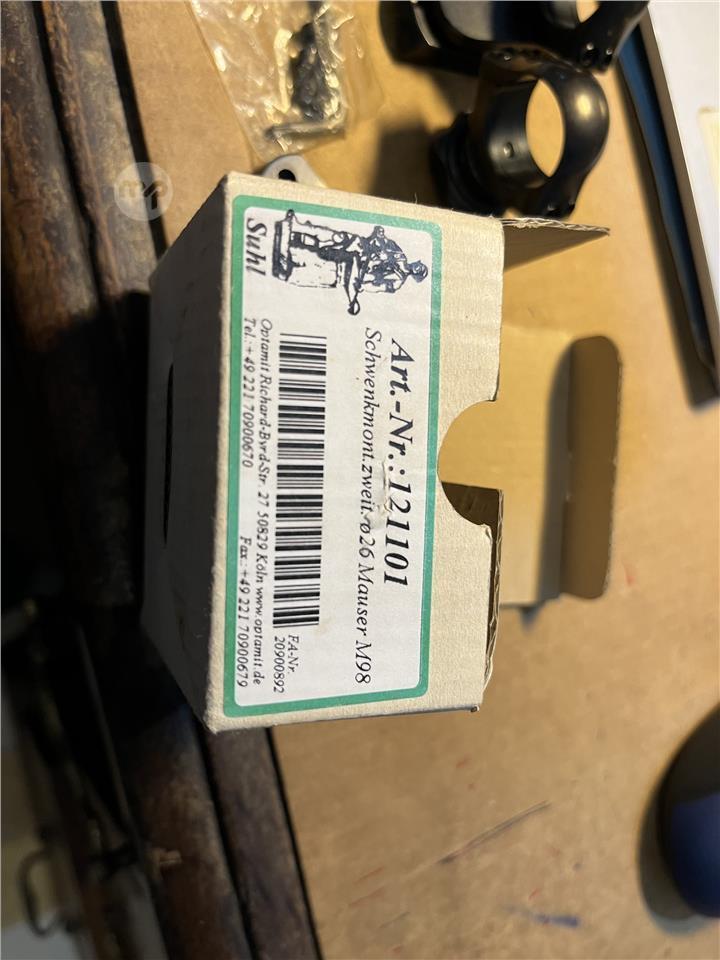 Suhl
Art.-Nr.:121101
Schwenkmont.zweit. ø26 Mauser M98
FA-Nr.
20900892
Optamit Richard-Byrd-Str. 27 50829 Köln www.optamit.de
Tel.:+49 221 70900670 Fax.:+49 221 70900679